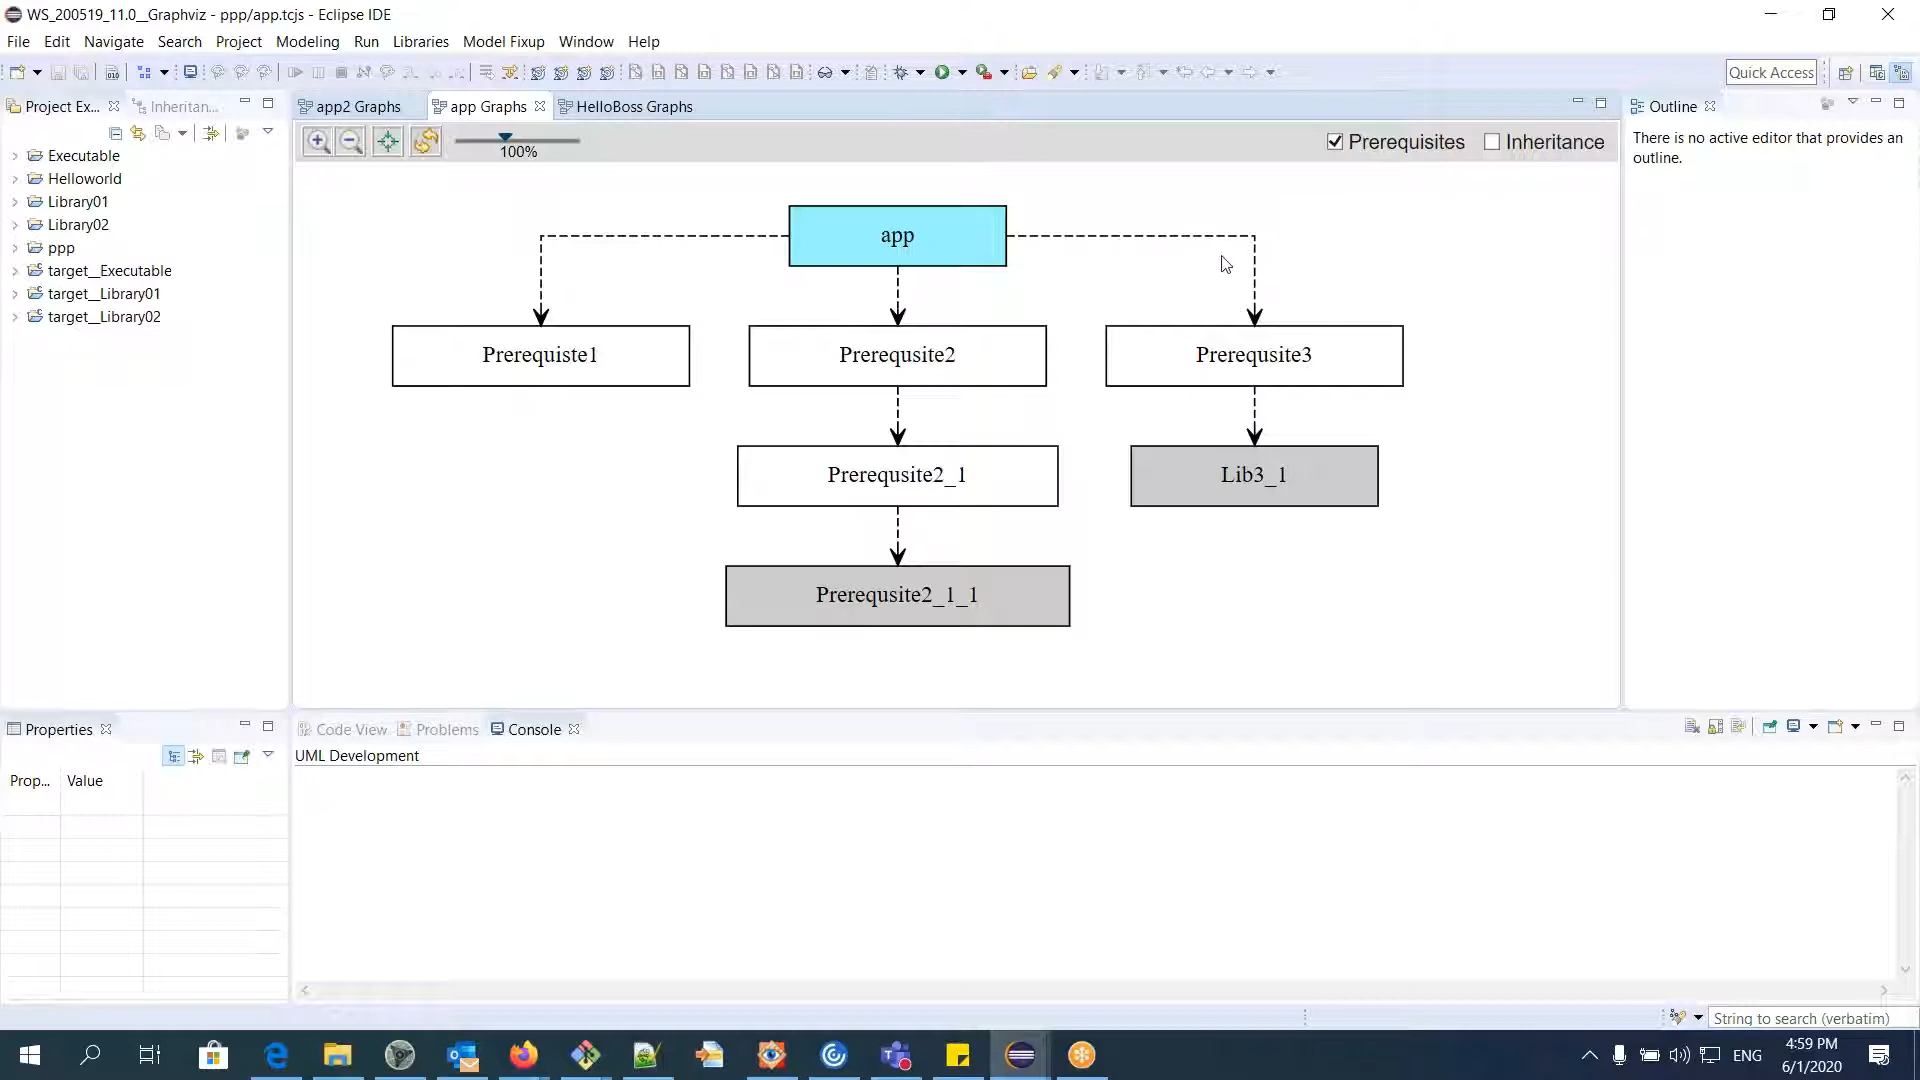 WS_200519_11.0__Graphviz - ppp/app.tcjs - Eclipse IDE
File Edit Navigate Search Project Modeling Run Libraries Model Fixup Window Help
Quick Access
Project Ex... Inheritan...
app2 Graphs app Graphs HelloBoss Graphs
Outline
100%
Prerequisites Inheritance
There is no active editor that provides an
outline.
Executable
Helloworld
Library01
Library02
ppp
target__Executable
target__Library01
target__Library02
app
Prerequiste1 Prerequsite2 Prerequsite3
Prerequsite2_1 Lib3_1
Prerequsite2_1_1
Properties
Prop... Value
Code View Problems Console
UML Development
String to search (verbatim)
ENG
4:59 PM
6/1/2020